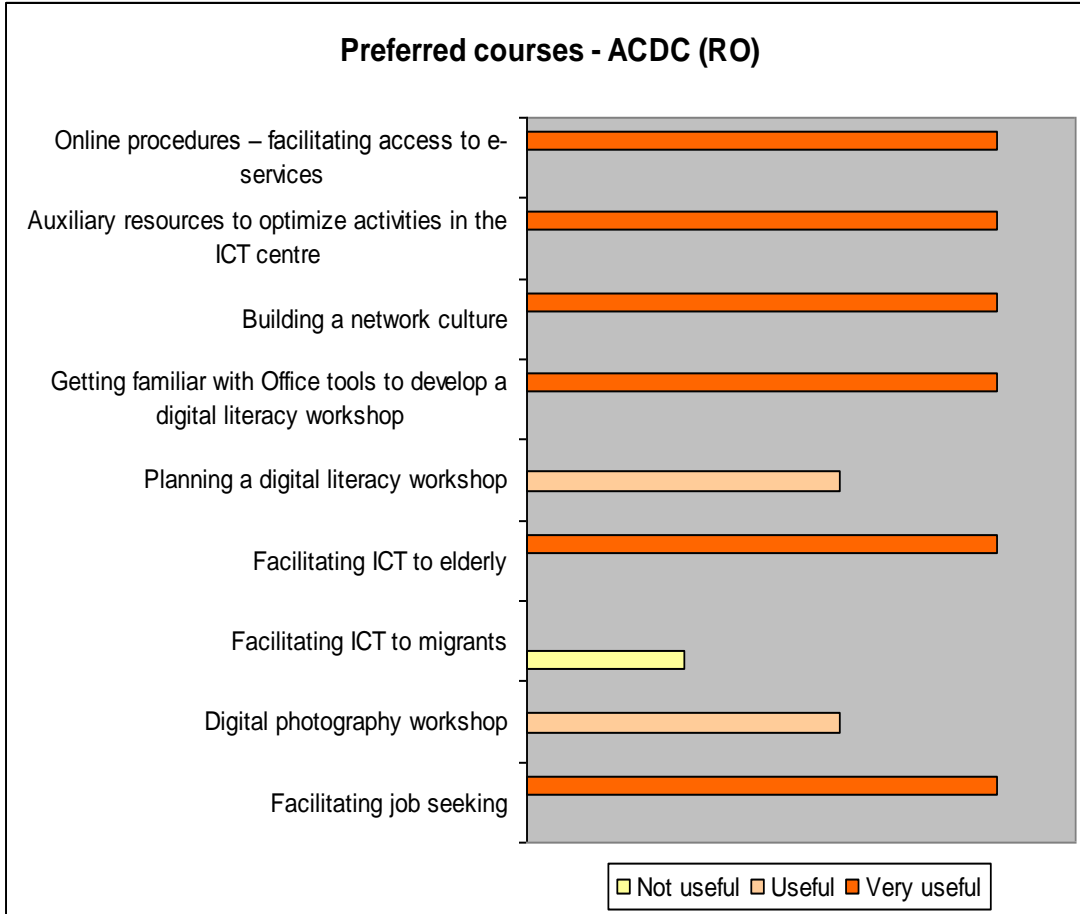 Preferred courses - ACDC (RO)
Online procedures – facilitating access to e-
services
Auxiliary resources to optimize activities in the
ICT centre
Building a network culture
Getting familiar with Office tools to develop a
digital literacy workshop
Planning a digital literacy workshop
Facilitating ICT to elderly
Facilitating ICT to migrants
Digital photography workshop
Facilitating job seeking
Not useful Useful Very useful